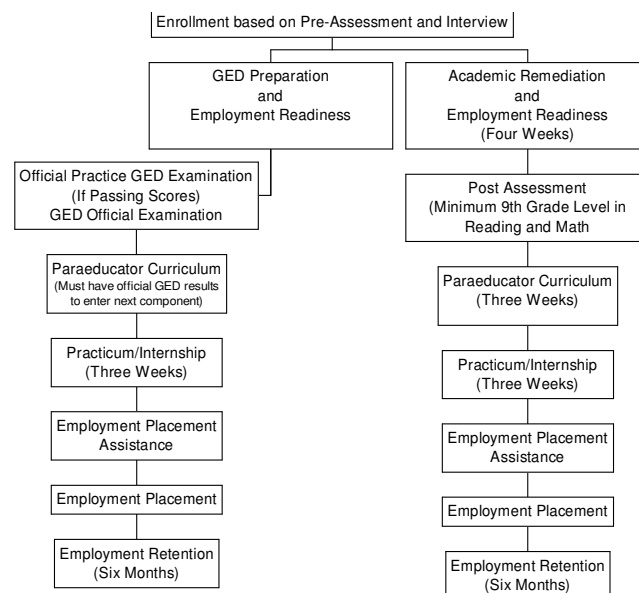 Enrollment based on Pre-Assessment and Interview
GED Preparation
and
Employment Readiness
Academic Remediation
and
Employment Readiness
(Four Weeks)
Official Practice GED Examination
(If Passing Scores)
GED Official Examination
Post Assessment
(Minimum 9th Grade Level in
Reading and Math
Paraeducator Curriculum
(Must have official GED results
to enter next component)
Paraeducator Curriculum
(Three Weeks)
Practicum/Internship
(Three Weeks)
Practicum/Internship
(Three Weeks)
Employment Placement
Assistance
Employment Placement
Assistance
Employment Placement
Employment Placement
Employment Retention
(Six Months)
Employment Retention
(Six Months)